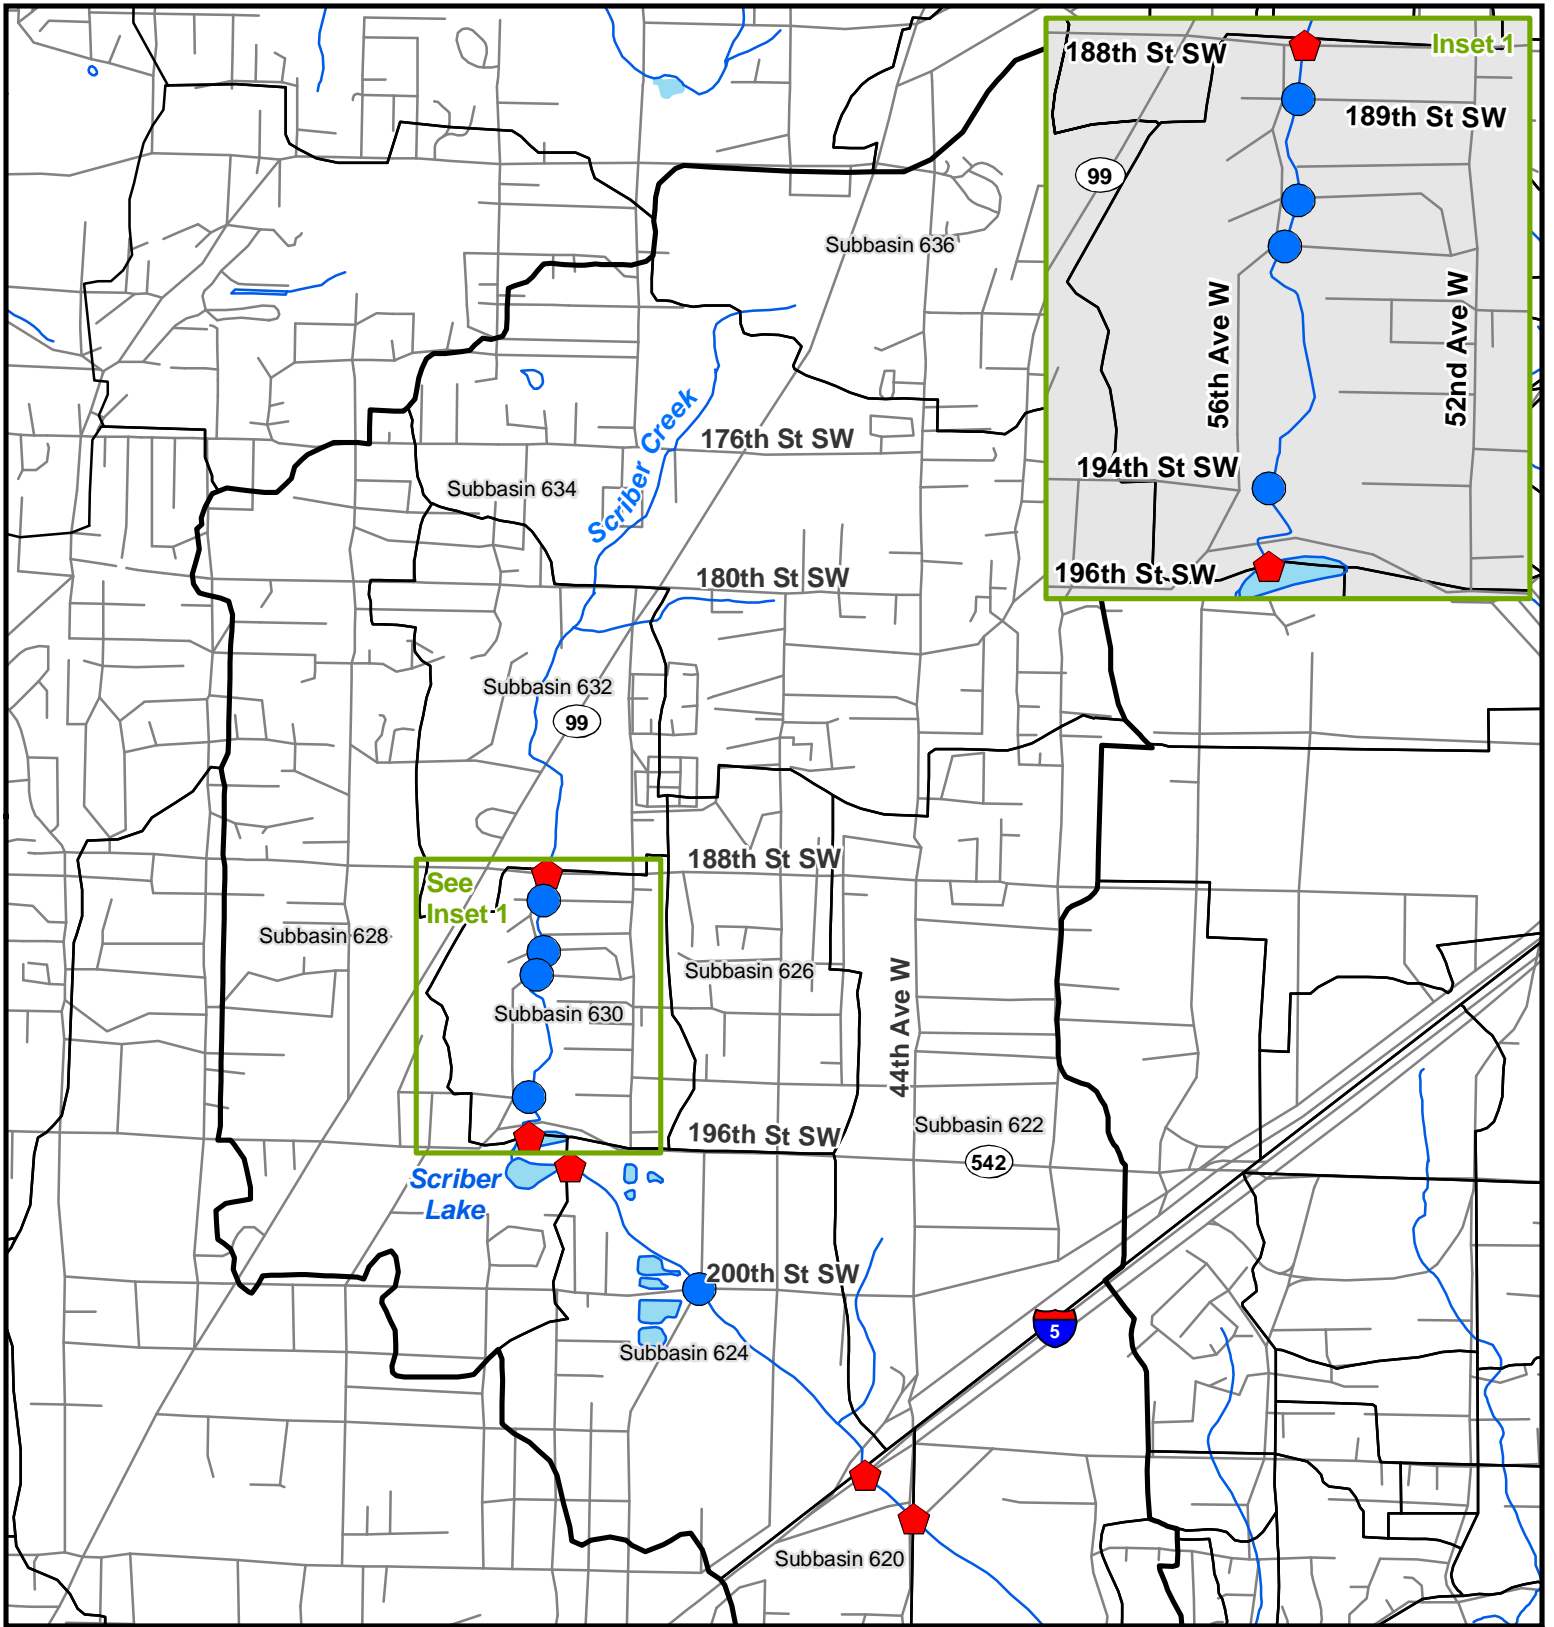 188th St SW
Inset 1
189th St SW
99
56th Ave W
52nd Ave W
194th St SW
196th St SW
Subbasin 636
Scriber Creek
176th St SW
Subbasin 634
180th St SW
Subbasin 632
99
188th St SW
See
Inset 1
Subbasin 628
Subbasin 626
44th Ave W
Subbasin 630
196th St SW
Subbasin 622
542
Scriber
Lake
200th St SW
5
Subbasin 624
Subbasin 620